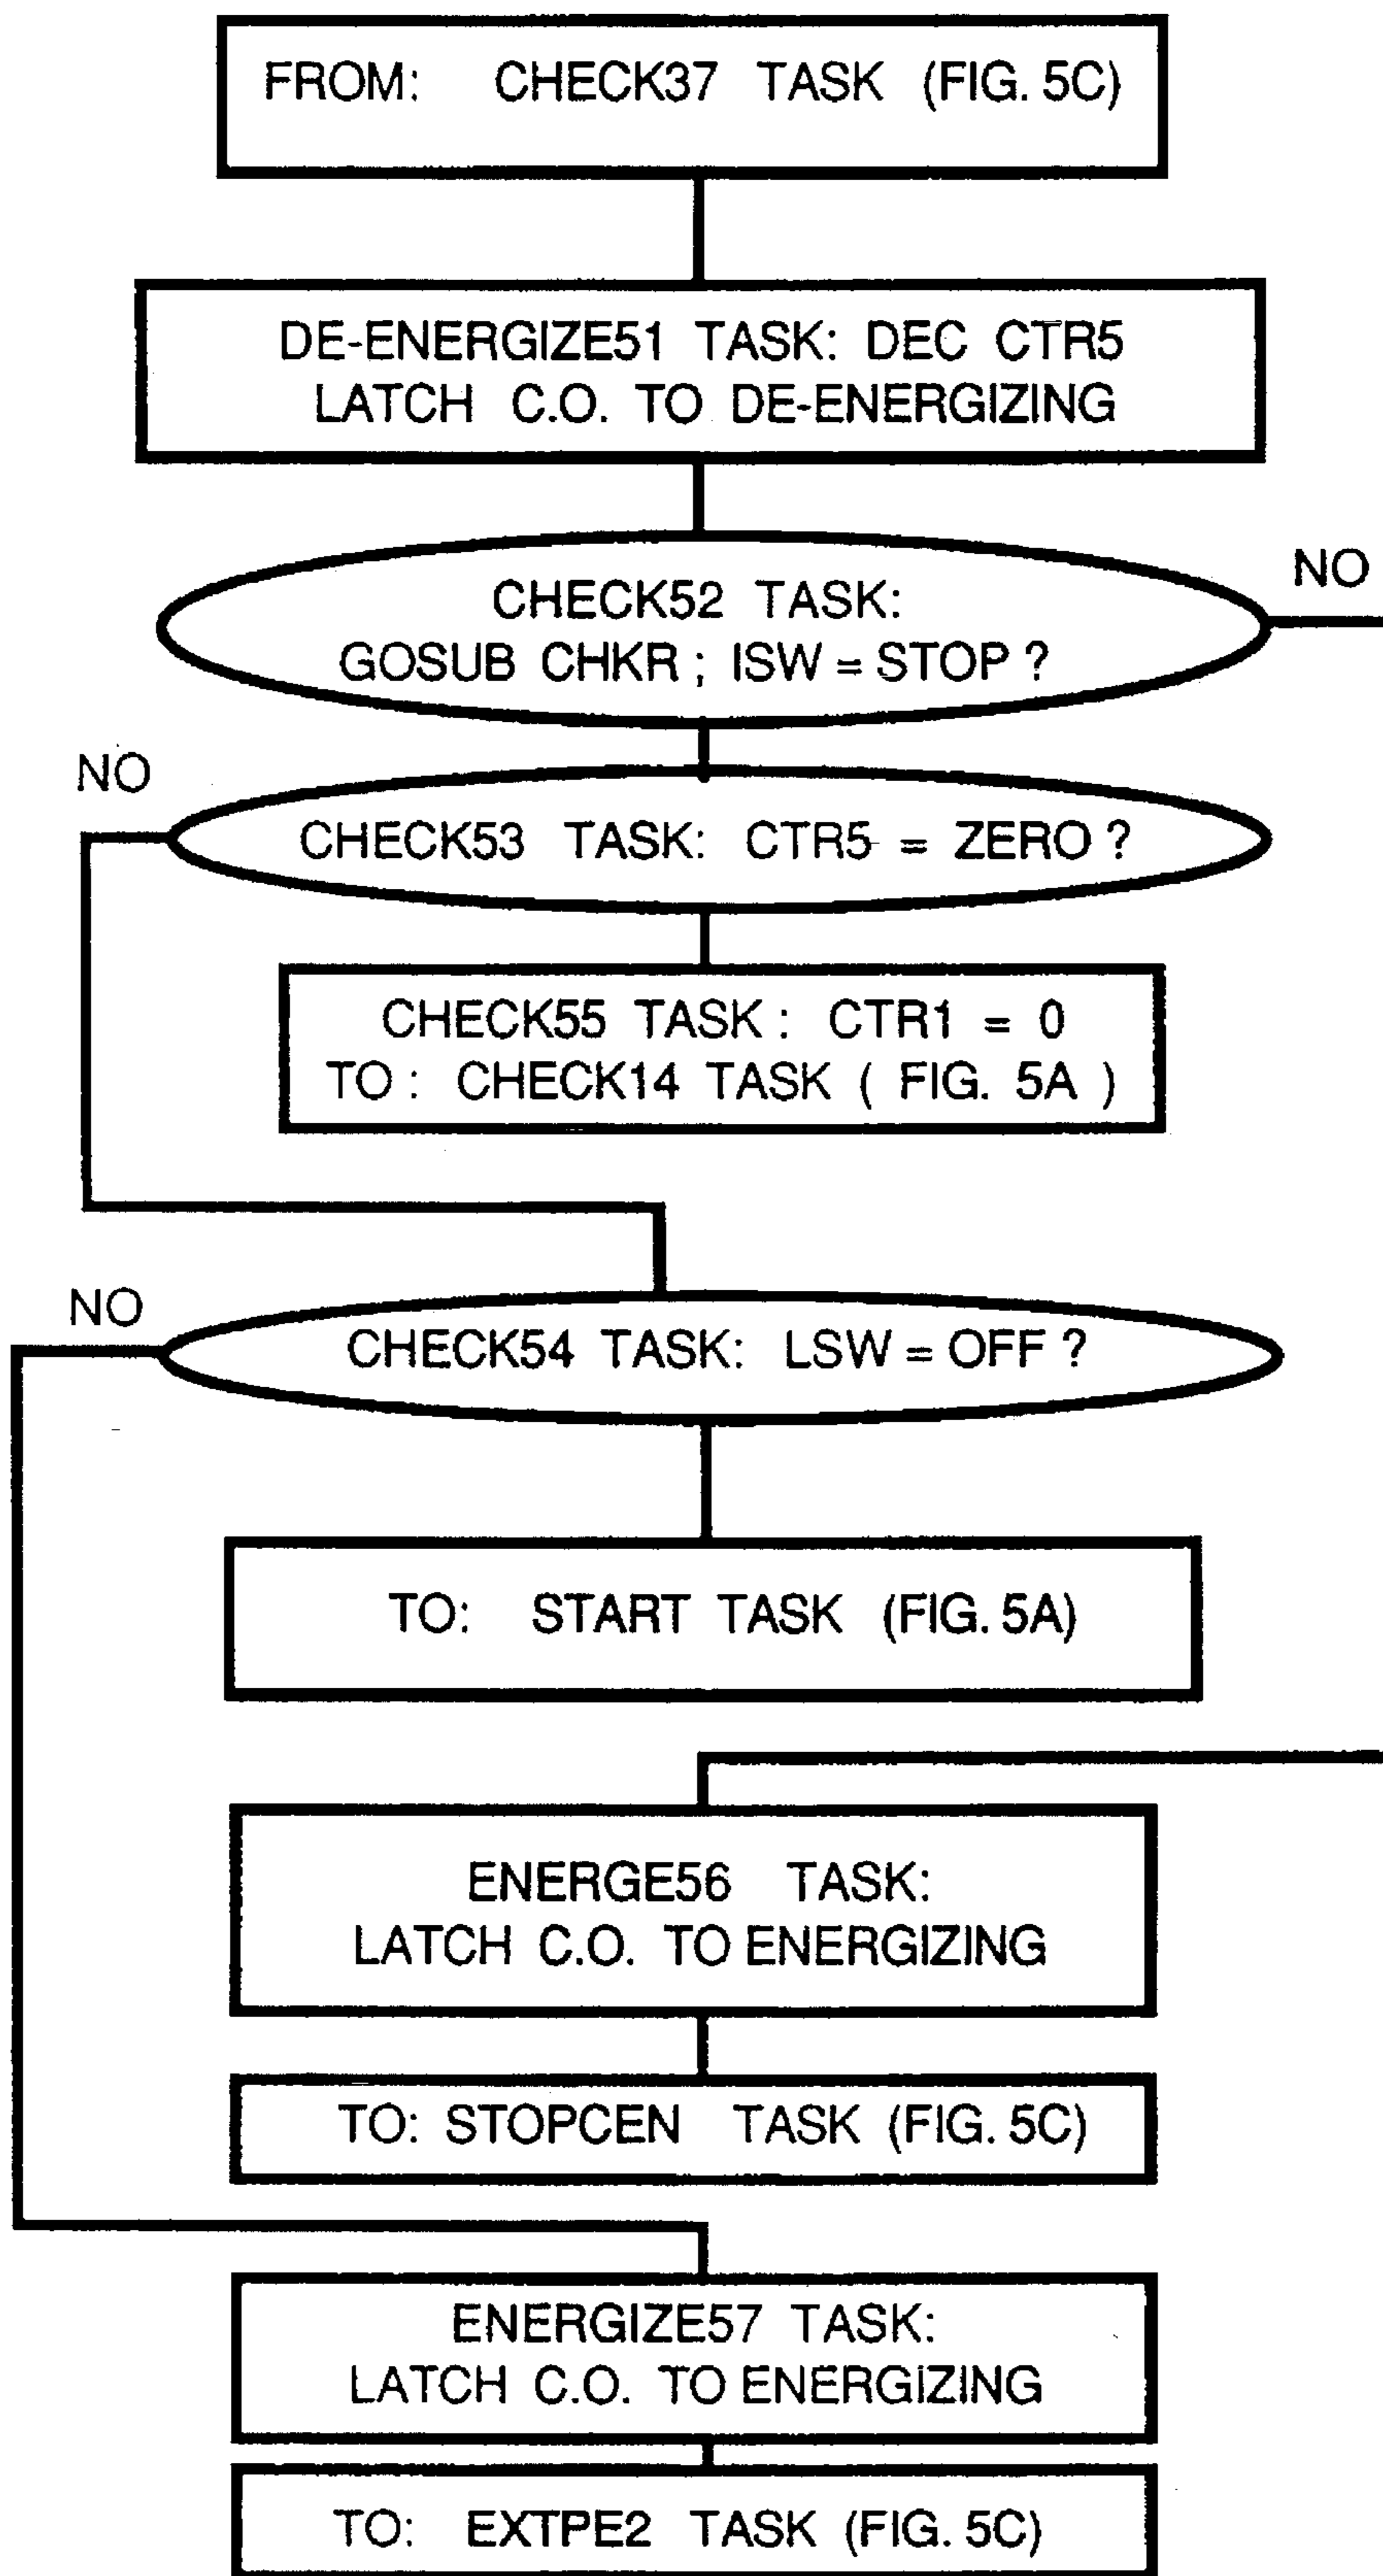 FROM: CHECK37 TASK (FIG. 5C)
DE-ENERGIZE51 TASK: DEC CTR5
LATCH C.O. TO DE-ENERGIZING
NO
CHECK52 TASK:
GOSUB CHKR ; ISW = STOP ?
NO
CHECK53 TASK: CTR5 = ZERO ?
CHECK55 TASK : CTR1 = 0
TO : CHECK14 TASK ( FIG. 5A )
NO
CHECK54 TASK: LSW = OFF ?
TO: START TASK (FIG. 5A)
ENERGE56 TASK:
LATCH C.O. TO ENERGIZING
TO: STOPCEN TASK (FIG. 5C)
ENERGIZE57 TASK:
LATCH C.O. TO ENERGIZING
TO: EXTPE2 TASK (FIG. 5C)